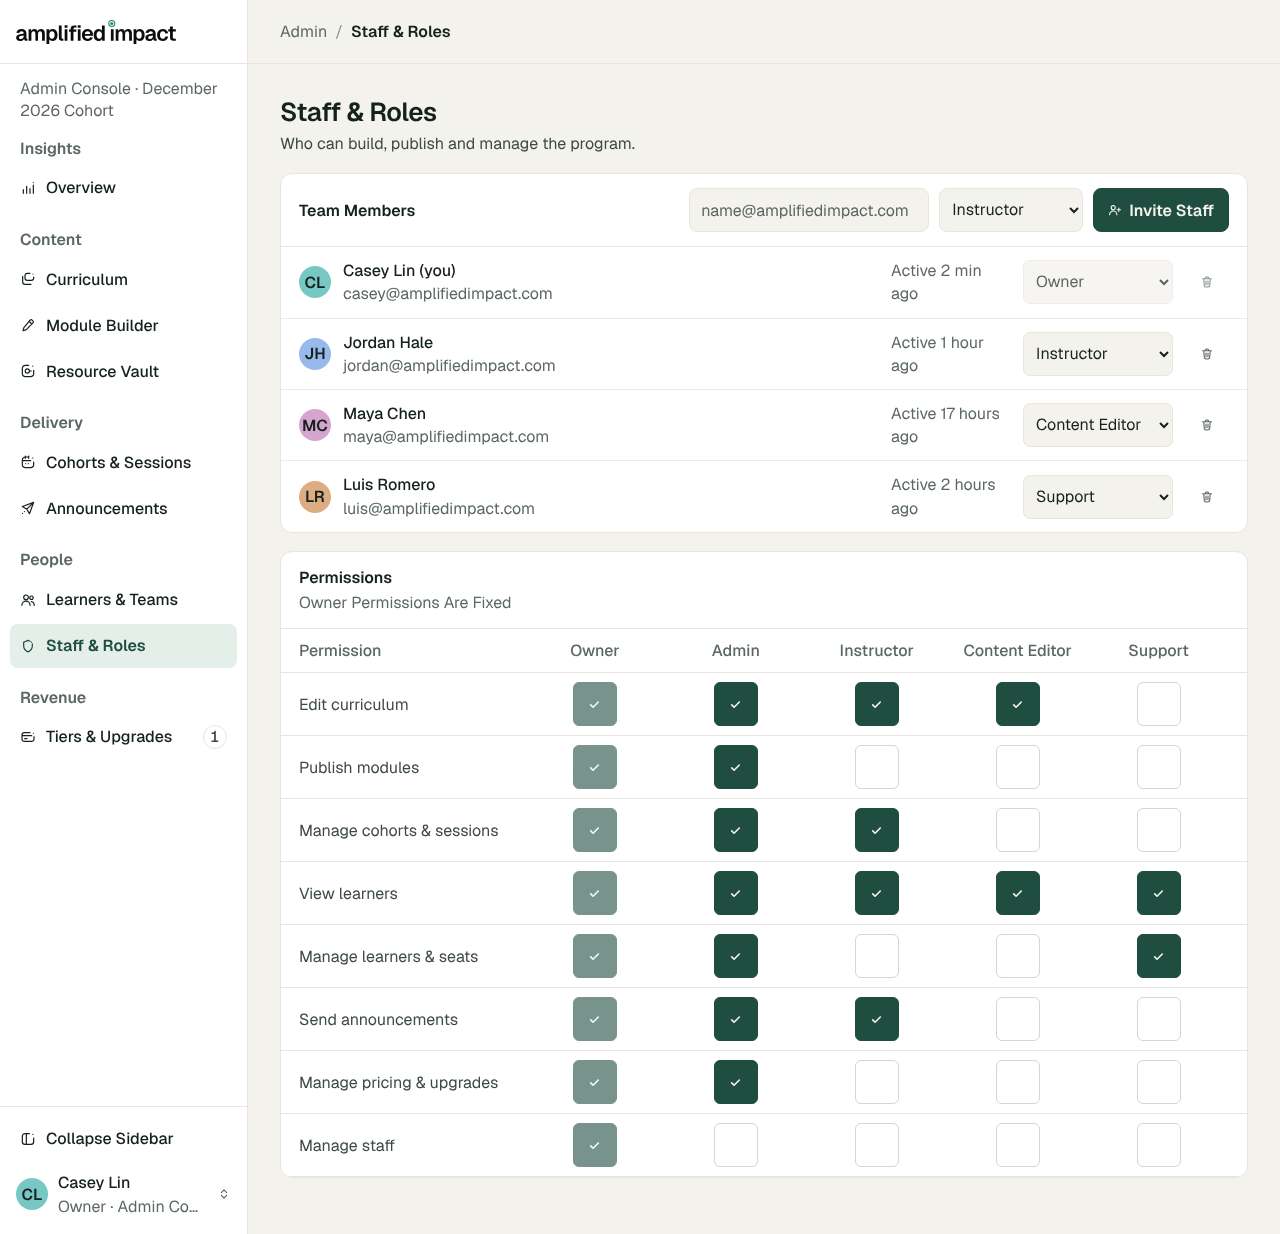 amplified impact
Admin / Staff & Roles
Admin Console · December
2026 Cohort
Insights
Overview
Content
Curriculum
Module Builder
Resource Vault
Delivery
Cohorts & Sessions
Announcements
People
Learners & Teams
Staff & Roles
Revenue
Tiers & Upgrades 1
Collapse Sidebar
CL
Casey Lin
Owner · Admin Co...
Staff & Roles
Who can build, publish and manage the program.
Team Members name@amplifiedimpact.com Instructor Invite Staff
CL
Casey Lin (you)
casey@amplifiedimpact.com
Active 2 min
ago
Owner
JH
Jordan Hale
jordan@amplifiedimpact.com
Active 1 hour
ago
Instructor
MC
Maya Chen
maya@amplifiedimpact.com
Active 17 hours
ago
Content Editor
LR
Luis Romero
luis@amplifiedimpact.com
Active 2 hours
ago
Support
Permissions
Owner Permissions Are Fixed
Permission Owner Admin Instructor Content Editor Support
Edit curriculum
Publish modules
Manage cohorts & sessions
View learners
Manage learners & seats
Send announcements
Manage pricing & upgrades
Manage staff